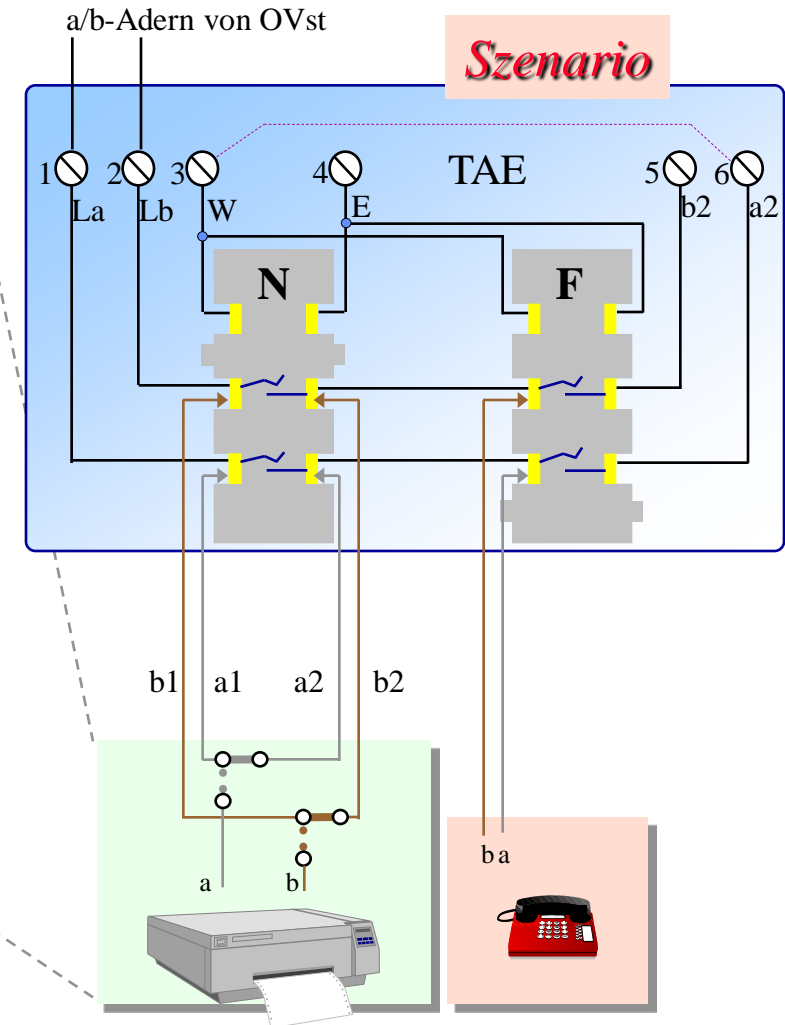 a/b-Adern von OVst
Szenario
1 2 3 4 TAE 5 6
La Lb W E b2 a2
N F
b1 a1 a2 b2
a b
b a